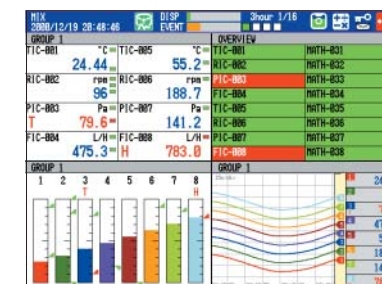 MIX DISP 3hour 1/16
2008/12/19 20:48:46 EVENT
GROUP 1 OVERVIEW
TIC-001 °C TIC-005 °C TIC-001 MATH-031
24.44 55.2 RIC-002 MATH-032
RIC-002 rpm RIC-006 rpm PIC-003 MATH-033
96 188.7 FIC-004 MATH-034
PIC-003 Pa PIC-007 Pa TIC-005 MATH-035
T 79.6 141.2 RIC-006 MATH-036
FIC-004 L/H FIC-008 L/H PIC-007 MATH-037
475.3 H 783.0 FIC-008 MATH-038
GROUP 1 GROUP 1
1 2 3 4 5 6 7 8
T H